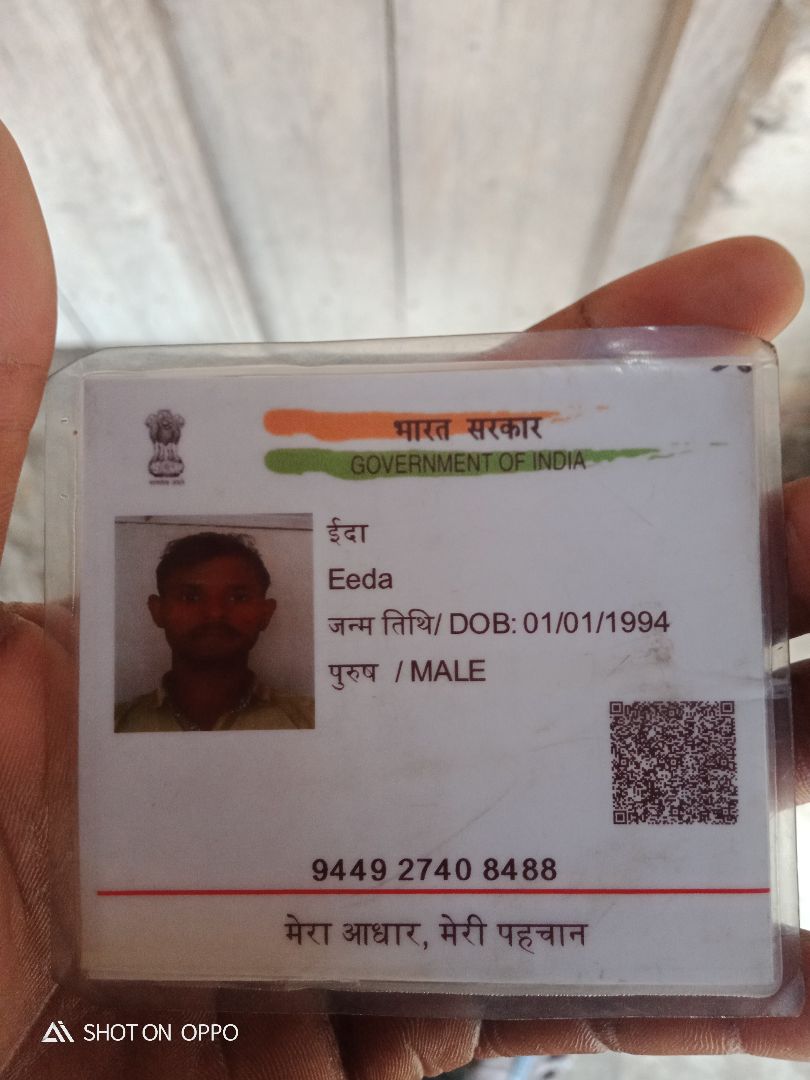 भारत सरकार
GOVERNMENT OF INDIA
ईदा
Eeda
जन्म तिथि/ DOB: 01/01/1994
पुरुष / MALE
9449 2740 8488
मेरा आधार, मेरी पहचान
SHOT ON OPPO